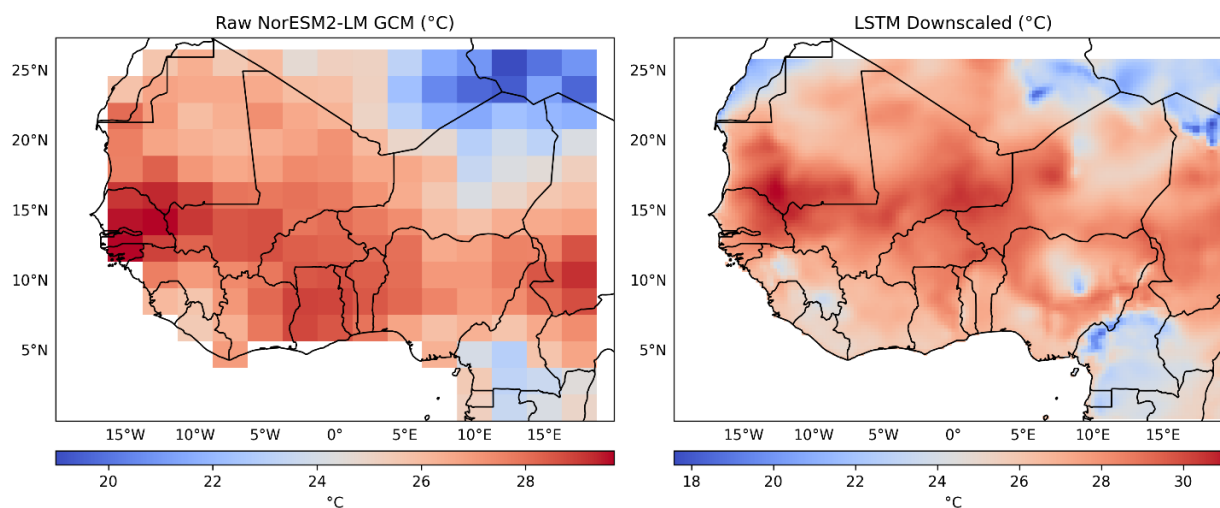 Raw NorESM2-LM GCM (°C)
25°N
20°N
15°N
10°N
5°N
15°W 10°W 5°W 0° 5°E 10°E 15°E
20 22 24 26 28
°C
LSTM Downscaled (°C)
25°N
20°N
15°N
10°N
5°N
15°W 10°W 5°W 0° 5°E 10°E 15°E
18 20 22 24 26 28 30
°C